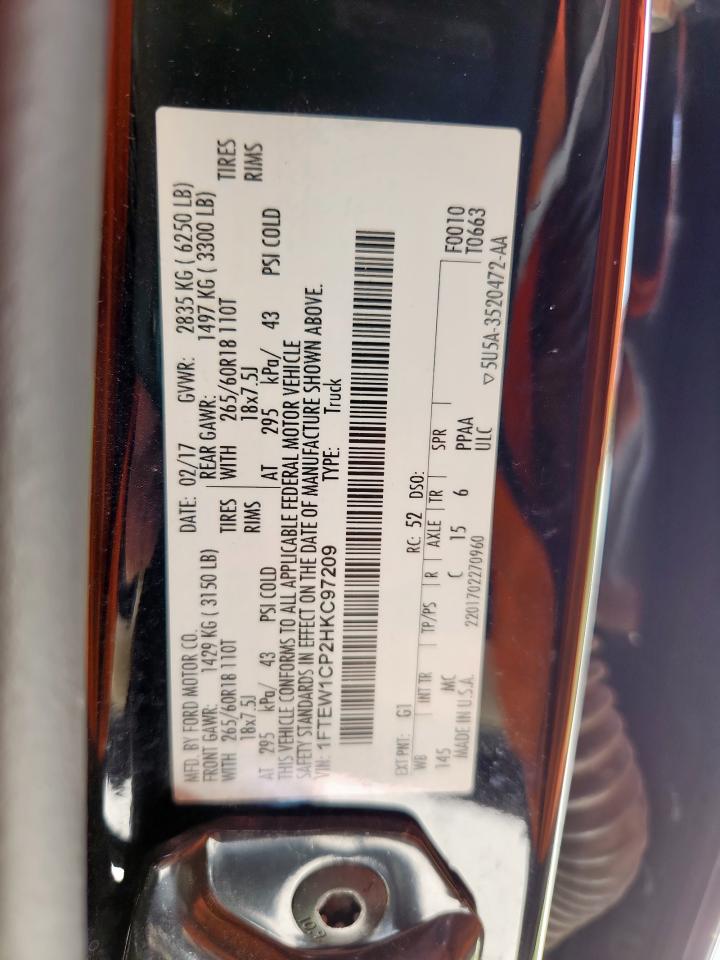 MFD. BY FORD MOTOR CO. DATE: 02/17 GVWR: 2835 KG ( 6250 LB)
FRONT GAWR: 1429 KG ( 3150 LB) REAR GAWR: 1497 KG ( 3300 LB)
WITH 265/60R18 110T TIRES WITH 265/60R18 110T TIRES
18x7.5J RIMS 18x7.5J RIMS
AT 295 kPa/ 43 PSI COLD AT 295 kPa/ 43 PSI COLD
THIS VEHICLE CONFORMS TO ALL APPLICABLE FEDERAL MOTOR VEHICLE
SAFETY STANDARDS IN EFFECT ON THE DATE OF MANUFACTURE SHOWN ABOVE.
VIN: 1FTEW1CP2HKC97209 TYPE: Truck
EXT PNT: G1 RC: 52 DSO: F0010
WB INT TR TP/PS R AXLE TR SPR T0663
145 MC C 15 6 PPAA
MADE IN U.S.A. 2201702270960 ULC ▽5U5A-3520472-AA